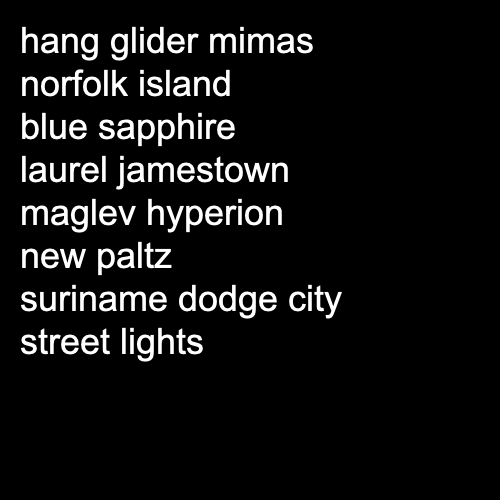 hang glider mimas
norfolk island
blue sapphire
laurel jamestown
maglev hyperion
new paltz
suriname dodge city
street lights